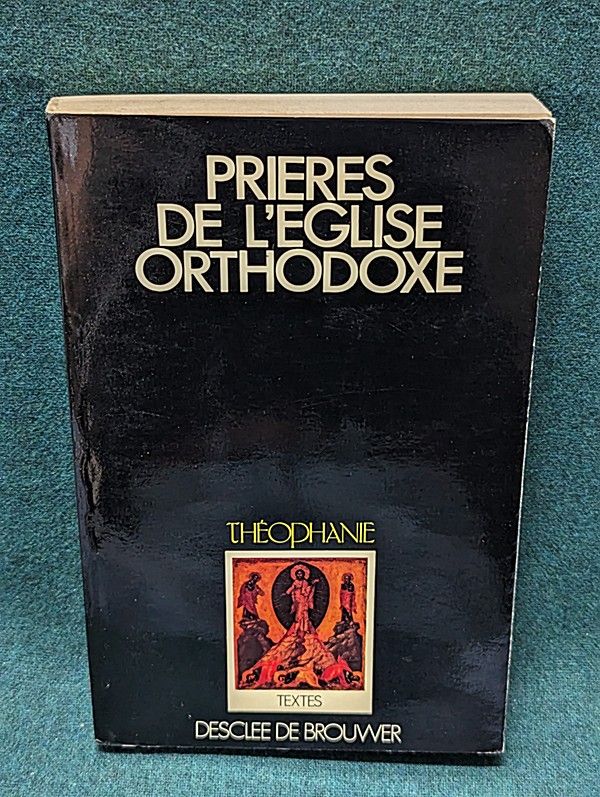 PRIERES
DE L'EGLISE
ORTHODOXE
THÉOPHANIE
TEXTES
DESCLEE DE BROUWER